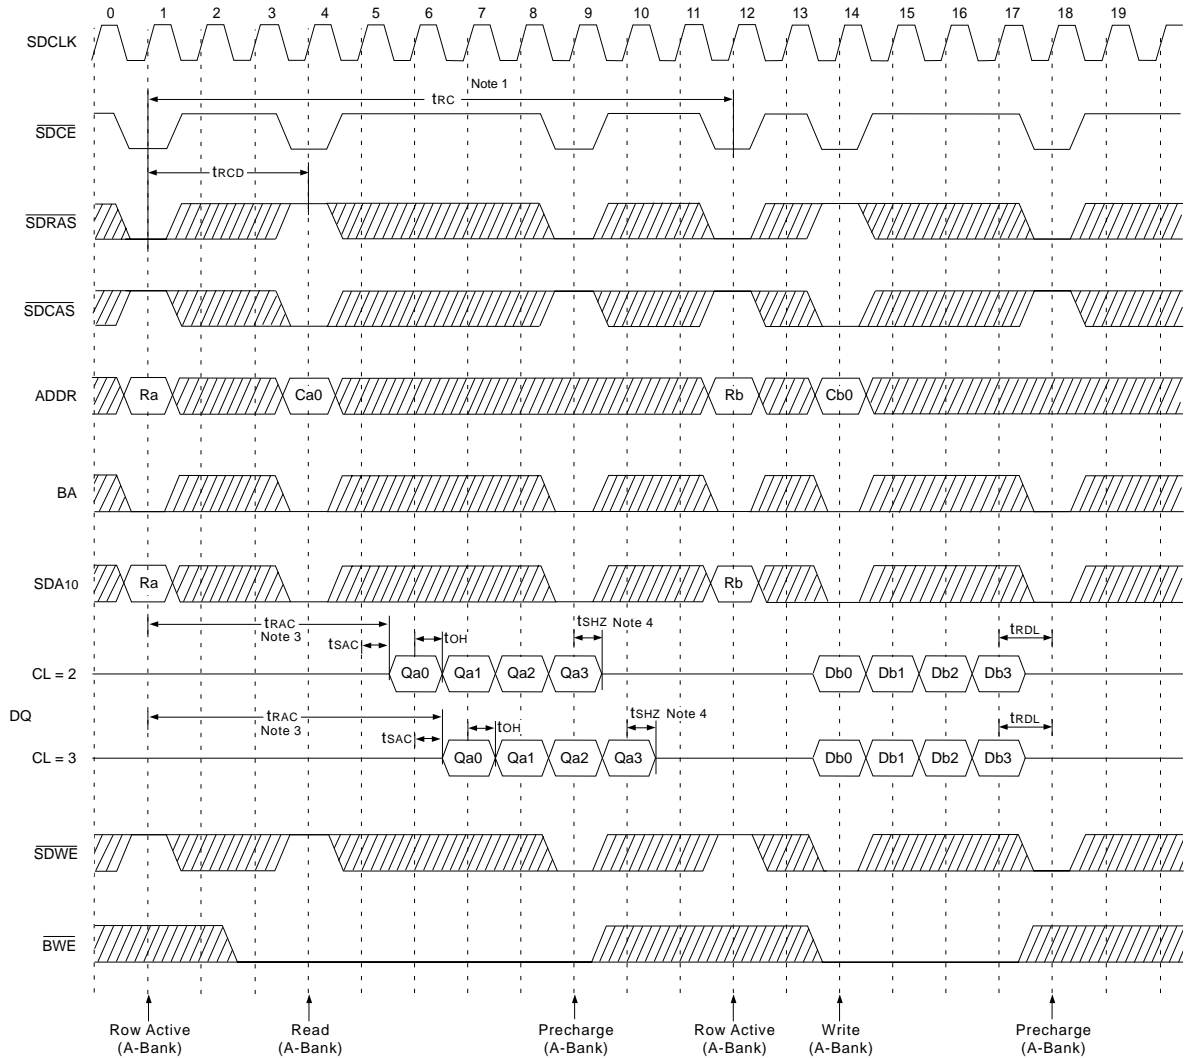 0 1 2 3 4 5 6 7 8 9 10 11 12 13 14 15 16 17 18 19
SDCLK
Note 1
tRC
SDCE
tRCD
SDRAS
SDCAS
ADDR Ra Ca0 Rb Cb0
BA
SDA10 Ra Rb
tRAC
Note 3
tSAC
tOH
tSHZ Note 4
tRDL
CL = 2 Qa0 Qa1 Qa2 Qa3 Db0 Db1 Db2 Db3
DQ
tRAC
Note 3
tSAC
tOH
tSHZ Note 4
tRDL
CL = 3 Qa0 Qa1 Qa2 Qa3 Db0 Db1 Db2 Db3
SDWE
BWE
Row Active
(A-Bank)
Read
(A-Bank)
Precharge
(A-Bank)
Row Active
(A-Bank)
Write
(A-Bank)
Precharge
(A-Bank)